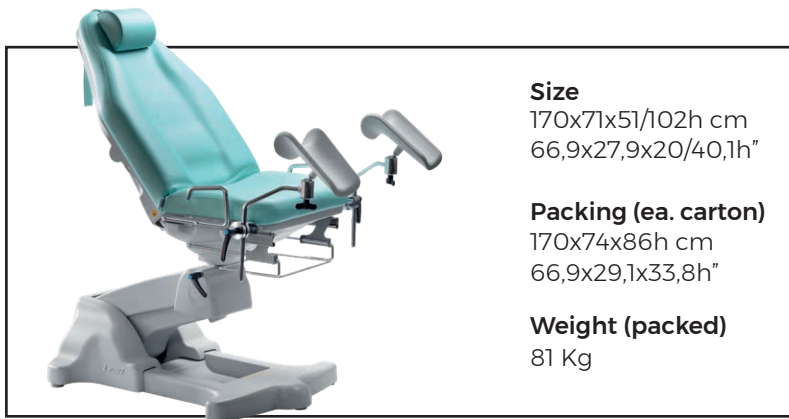 Size
170x71x51/102h cm
66,9x27,9x20/40,1h”
Packing (ea. carton)
170x74x86h cm
66,9x29,1x33,8h”
Weight (packed)
81 Kg